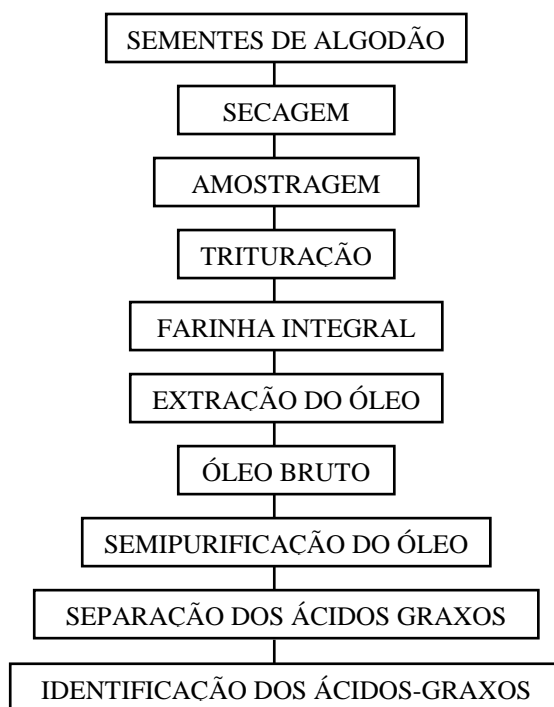 SEMENTES DE ALGODÃO
SECAGEM
AMOSTRAGEM
TRITURAÇÃO
FARINHA INTEGRAL
EXTRAÇÃO DO ÓLEO
ÓLEO BRUTO
SEMIPURIFICAÇÃO DO ÓLEO
SEPARAÇÃO DOS ÁCIDOS GRAXOS
IDENTIFICAÇÃO DOS ÁCIDOS-GRAXOS